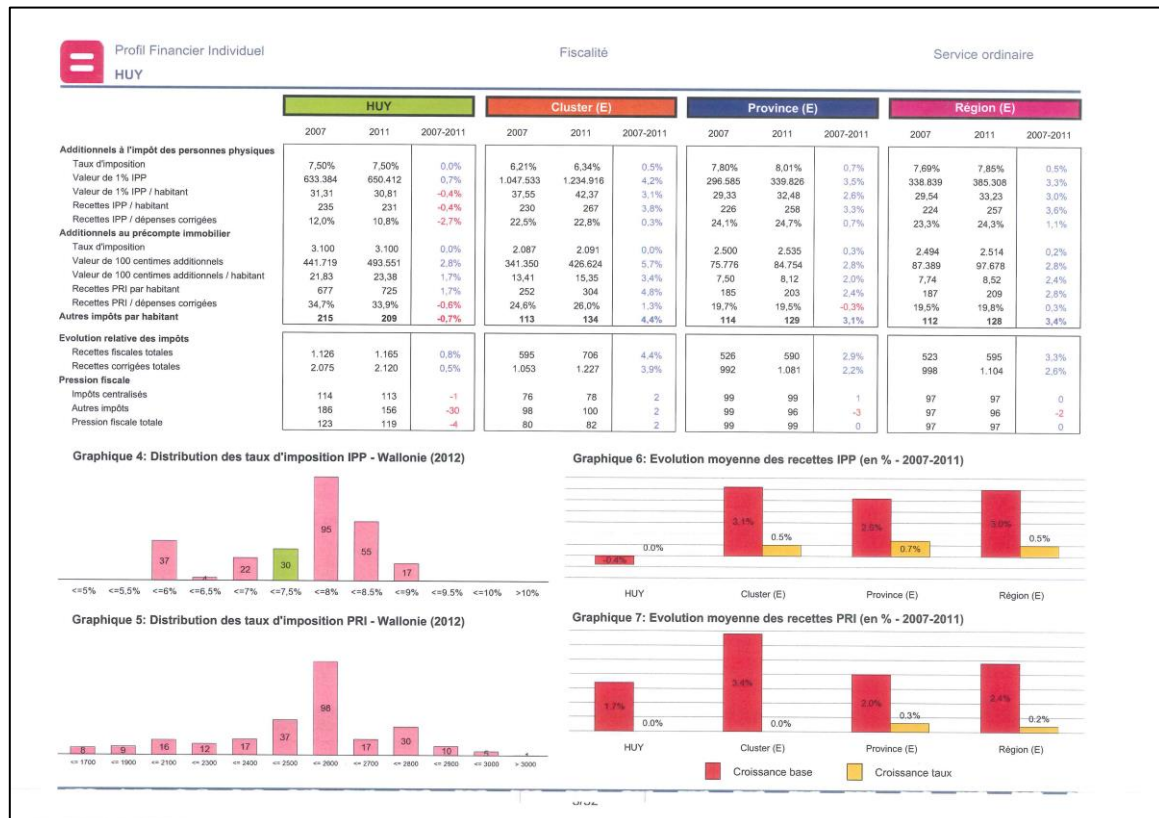 Profil Financier Individuel Fiscalité Service ordinaire
HUY
HUY Cluster (E) Province (E) Région (E)
2007 2011 2007-2011 2007 2011 2007-2011 2007 2011 2007-2011 2007 2011 2007-2011
Additionnels à l'impôt des personnes physiques
Taux d'imposition 7,50% 7,50% 0,0% 6,21% 6,34% 0,5% 7,80% 8,01% 0,7% 7,69% 7,85% 0,5%
Valeur de 1% IPP 633.384 650.412 0,7% 1.047.533 1.234.916 4,2% 296.585 339.826 3,5% 338.839 385.308 3,3%
Valeur de 1% IPP / habitant 31,31 30,81 -0,4% 37,55 42,37 3,1% 29,33 32,48 2,6% 29,54 33,23 3,0%
Recettes IPP / habitant 235 231 -0,4% 230 267 3,8% 226 258 3,3% 224 257 3,6%
Recettes IPP / dépenses corrigées 12,0% 10,8% -2,7% 22,5% 22,8% 0,3% 24,1% 24,7% 0,7% 23,3% 24,3% 1,1%
Additionnels au précompte immobilier
Taux d'imposition 3.100 3.100 0,0% 2.087 2.091 0,0% 2.500 2.535 0,3% 2.494 2.514 0,2%
Valeur de 100 centimes additionnels 441.719 493.551 2,8% 341.350 426.624 5,7% 75.776 84.754 2,8% 87.389 97.678 2,8%
Valeur de 100 centimes additionnels / habitant 21,83 23,38 1,7% 13,41 15,35 3,4% 7,50 8,12 2,0% 7,74 8,52 2,4%
Recettes PRI par habitant 677 725 1,7% 252 304 4,8% 185 203 2,4% 187 209 2,8%
Recettes PRI / dépenses corrigées 34,7% 33,9% -0,6% 24,6% 26,0% 1,3% 19,7% 19,5% -0,3% 19,5% 19,8% 0,3%
Autres impôts par habitant 215 209 -0,7% 113 134 4,4% 114 129 3,1% 112 128 3,4%
Evolution relative des impôts
Recettes fiscales totales 1.126 1.165 0,8% 595 706 4,4% 526 590 2,9% 523 595 3,3%
Recettes corrigées totales 2.075 2.120 0,5% 1.053 1.227 3,9% 992 1.081 2,2% 998 1.104 2,6%
Pression fiscale
Impôts centralisés 114 113 -1 76 78 2 99 99 1 97 97 0
Autres impôts 186 156 -30 98 100 2 99 96 -3 97 96 -2
Pression fiscale totale 123 119 -4 80 82 2 99 99 0 97 97 0
Graphique 4: Distribution des taux d'imposition IPP - Wallonie (2012)
37 4 22 30 95 55 17
<=5% <=5,5% <=6% <=6,5% <=7% <=7,5% <=8% <=8.5% <=9% <=9.5% <=10% >10%
Graphique 6: Evolution moyenne des recettes IPP (en % - 2007-2011)
-0.4% 0.0% 3.1% 0.5% 2.6% 0.7% 3.0% 0.5%
HUY Cluster (E) Province (E) Région (E)
Graphique 5: Distribution des taux d'imposition PRI - Wallonie (2012)
8 9 16 12 17 37 98 17 30 10 5
<= 1700 <= 1900 <= 2100 <= 2300 <= 2400 <= 2500 <= 2600 <= 2700 <= 2800 <= 2900 <= 3000 > 3000
Graphique 7: Evolution moyenne des recettes PRI (en % - 2007-2011)
1.7% 0.0% 3.4% 0.0% 2.0% 0.3% 2.4% 0.2%
HUY Cluster (E) Province (E) Région (E)
Croissance base Croissance taux